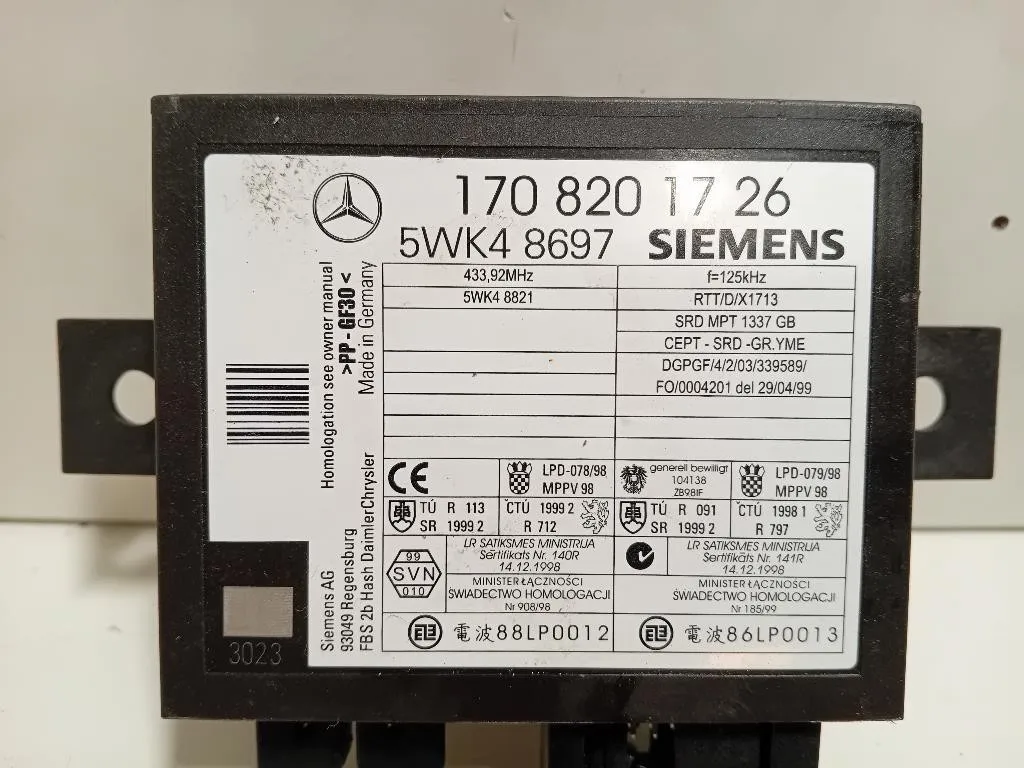 170 820 17 26
5WK4 8697 SIEMENS
Homologation see owner manual
>PP - GF30<
Made in Germany
Siemens AG
93049 Regensburg
FBS 2b Hash DaimlerChrysler
3023
433,92MHz
f=125kHz
5WK4 8821
RTT/D/X1713
SRD MPT 1337 GB
CEPT - SRD -GR.YME
DGPGF/4/2/03/339589/
FO/0004201 del 29/04/99
CE
LPD-078/98
MPPV 98
generell bewilligt
104138
ZB98IF
LPD-079/98
MPPV 98
TÚ R 113
SR 1999 2
ČTÚ 1999 2
R 712
TÚ R 091
SR 1999 2
ČTÚ 1998 1
R 797
99
SVN
010
LR SATIKSMES MINISTRIJA
Sertifikāts Nr. 140R
14.12.1998
MINISTER ŁĄCZNOŚCI
ŚWIADECTWO HOMOLOGACJI
Nr 908/98
LR SATIKSMES MINISTRIJA
Sertifikāts Nr. 141R
14.12.1998
MINISTER ŁĄCZNOŚCI
ŚWIADECTWO HOMOLOGACJI
Nr 185/99
電波88LP0012
電波86LP0013